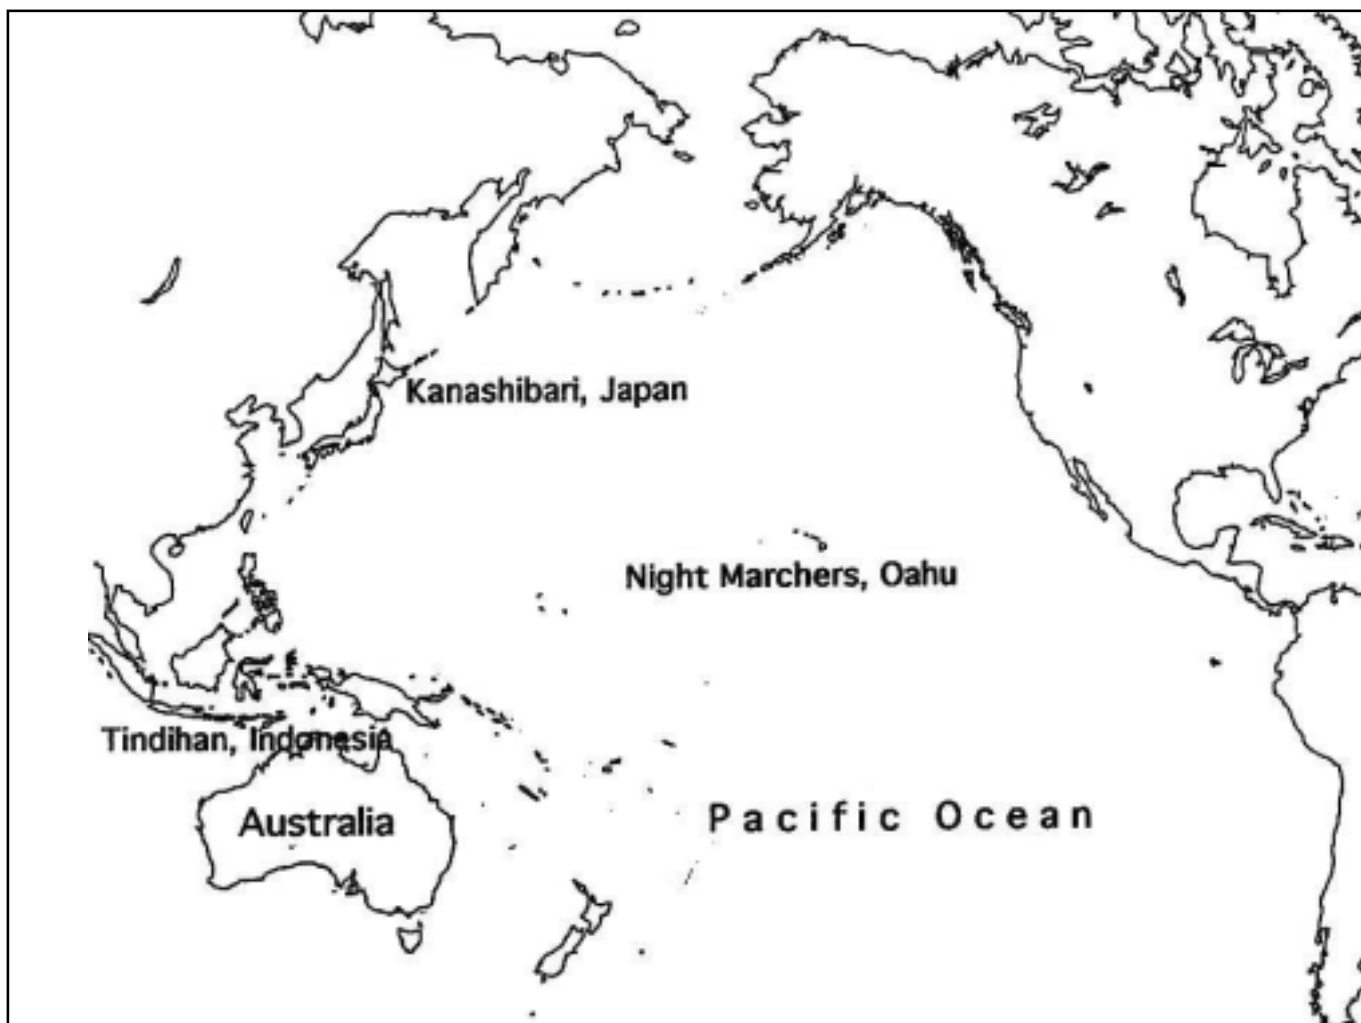 Kanashibari, Japan
Night Marchers, Oahu
Tindihan, Indonesia
Australia
Pacific Ocean